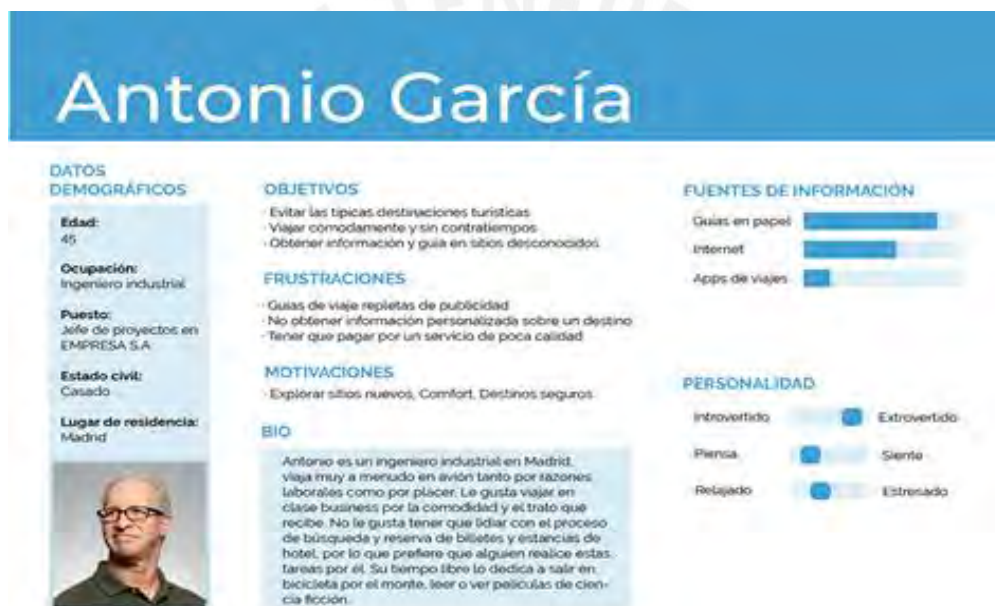 Antonio García
DATOS
DEMOGRÁFICOS
Edad:
45
Ocupación:
Ingeniero industrial
Puesto:
Jefe de proyectos en
EMPRESA S.A
Estado civil:
Casado
Lugar de residencia:
Madrid
OBJETIVOS
· Evitar las típicas destinaciones turísticas
· Viajar cómodamente y sin contratiempos
· Obtener información y guía en sitios desconocidos
FRUSTRACIONES
· Guías de viaje repletas de publicidad
· No obtener información personalizada sobre un destino
· Tener que pagar por un servicio de poca calidad
MOTIVACIONES
· Explorar sitios nuevos, Comfort, Destinos seguros
BIO
Antonio es un ingeniero industrial en Madrid,
viaja muy a menudo en avión tanto por razones
laborales como por placer. Le gusta viajar en
clase business por la comodidad y el trato que
recibe. No le gusta tener que lidiar con el proceso
de búsqueda y reserva de billetes y estancias de
hotel, por lo que prefiere que alguien realice estas
tareas por él. Su tiempo libre lo dedica a salir en
bicicleta por el monte, leer o ver películas de cien-
cia ficción.
FUENTES DE INFORMACIÓN
Guías en papel
Internet
Apps de viajes
PERSONALIDAD
Introvertido Extrovertido
Piensa Siente
Relajado Estresado